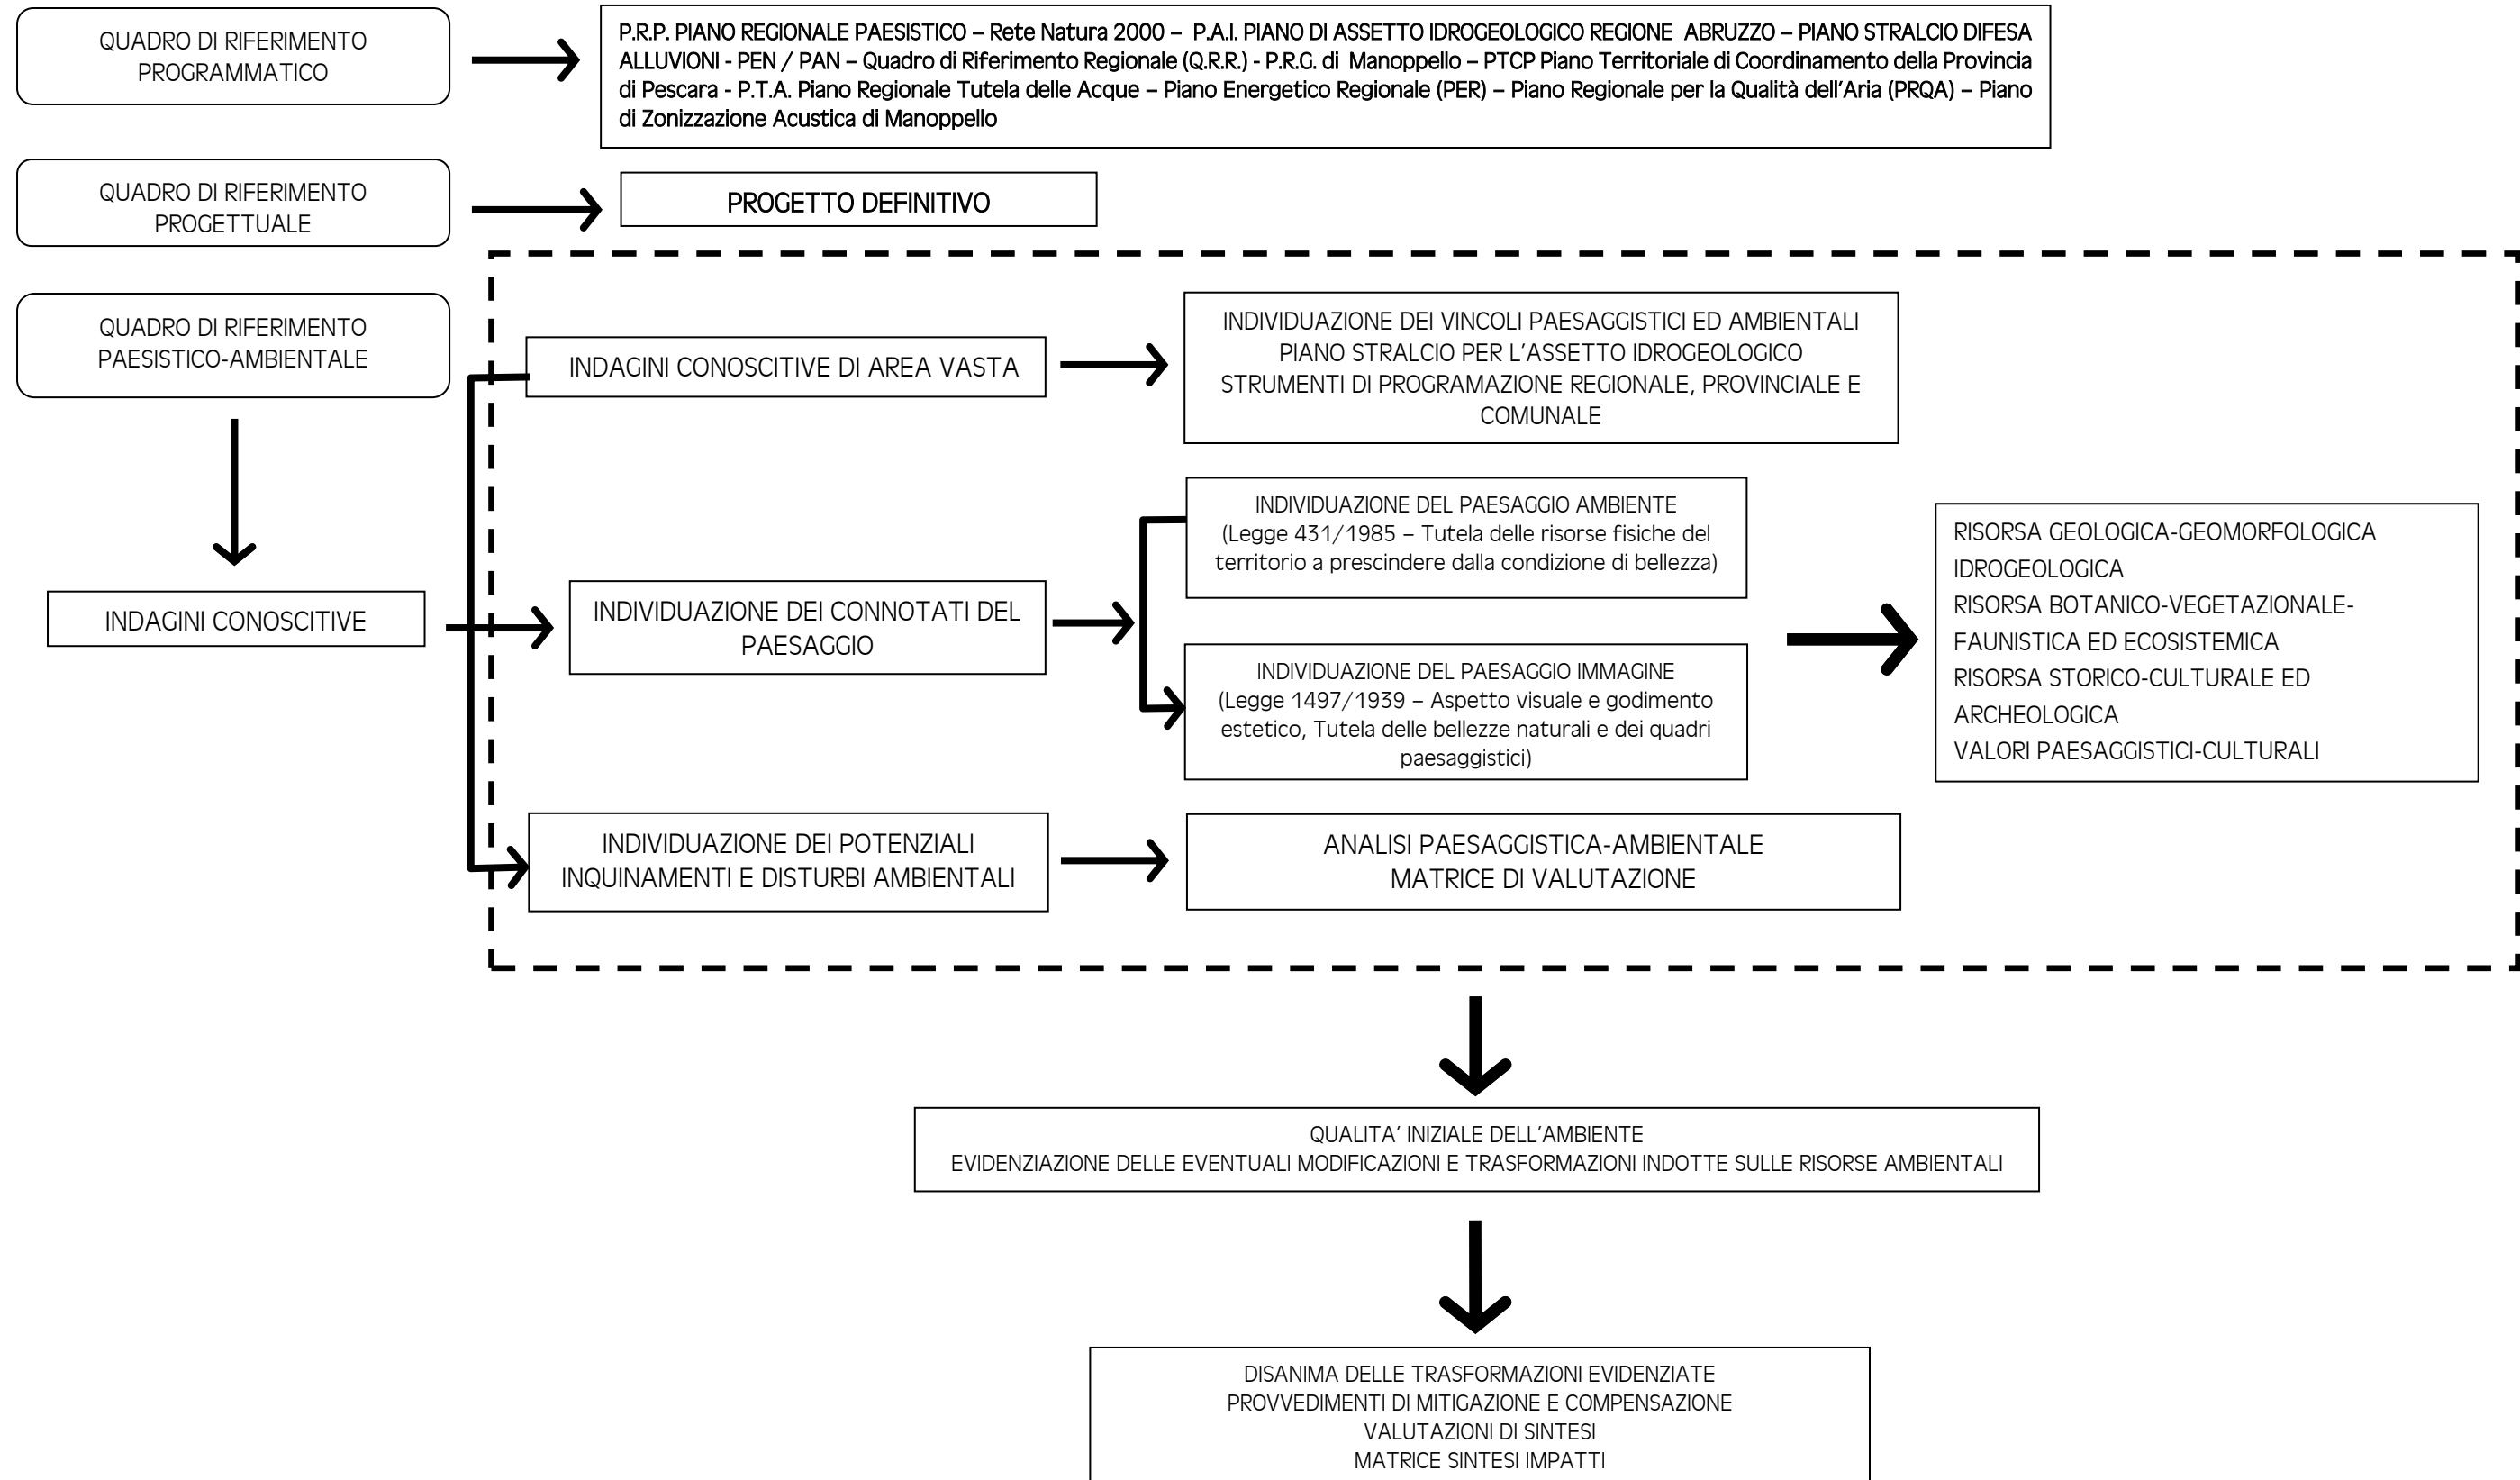 QUADRO DI RIFERIMENTO
PROGRAMMATICO
P.R.P. PIANO REGIONALE PAESISTICO – Rete Natura 2000 – P.A.I. PIANO DI ASSETTO IDROGEOLOGICO REGIONE ABRUZZO – PIANO STRALCIO DIFESA
ALLUVIONI - PEN / PAN – Quadro di Riferimento Regionale (Q.R.R.) - P.R.G. di Manoppello – PTCP Piano Territoriale di Coordinamento della Provincia
di Pescara - P.T.A. Piano Regionale Tutela delle Acque – Piano Energetico Regionale (PER) – Piano Regionale per la Qualità dell’Aria (PRQA) – Piano
di Zonizzazione Acustica di Manoppello
QUADRO DI RIFERIMENTO
PROGETTUALE
PROGETTO DEFINITIVO
QUADRO DI RIFERIMENTO
PAESISTICO-AMBIENTALE
INDAGINI CONOSCITIVE DI AREA VASTA
INDIVIDUAZIONE DEI VINCOLI PAESAGGISTICI ED AMBIENTALI
PIANO STRALCIO PER L’ASSETTO IDROGEOLOGICO
STRUMENTI DI PROGRAMAZIONE REGIONALE, PROVINCIALE E
COMUNALE
INDAGINI CONOSCITIVE
INDIVIDUAZIONE DEI CONNOTATI DEL
PAESAGGIO
INDIVIDUAZIONE DEL PAESAGGIO AMBIENTE
(Legge 431/1985 – Tutela delle risorse fisiche del
territorio a prescindere dalla condizione di bellezza)
INDIVIDUAZIONE DEL PAESAGGIO IMMAGINE
(Legge 1497/1939 – Aspetto visuale e godimento
estetico, Tutela delle bellezze naturali e dei quadri
paesaggistici)
RISORSA GEOLOGICA-GEOMORFOLOGICA
IDROGEOLOGICA
RISORSA BOTANICO-VEGETAZIONALE-
FAUNISTICA ED ECOSISTEMICA
RISORSA STORICO-CULTURALE ED
ARCHEOLOGICA
VALORI PAESAGGISTICI-CULTURALI
INDIVIDUAZIONE DEI POTENZIALI
INQUINAMENTI E DISTURBI AMBIENTALI
ANALISI PAESAGGISTICA-AMBIENTALE
MATRICE DI VALUTAZIONE
QUALITA’ INIZIALE DELL’AMBIENTE
EVIDENZIAZIONE DELLE EVENTUALI MODIFICAZIONI E TRASFORMAZIONI INDOTTE SULLE RISORSE AMBIENTALI
DISANIMA DELLE TRASFORMAZIONI EVIDENZIATE
PROVVEDIMENTI DI MITIGAZIONE E COMPENSAZIONE
VALUTAZIONI DI SINTESI
MATRICE SINTESI IMPATTI